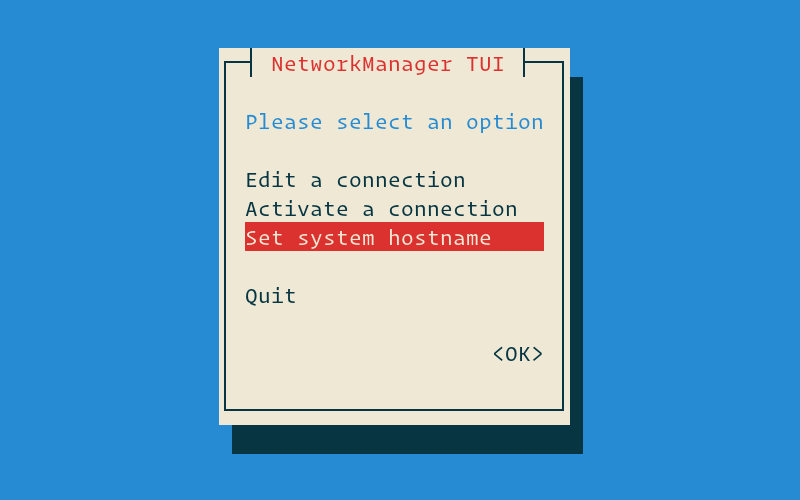 NetworkManager TUI
Please select an option
Edit a connection
Activate a connection
Set system hostname
Quit
<OK>